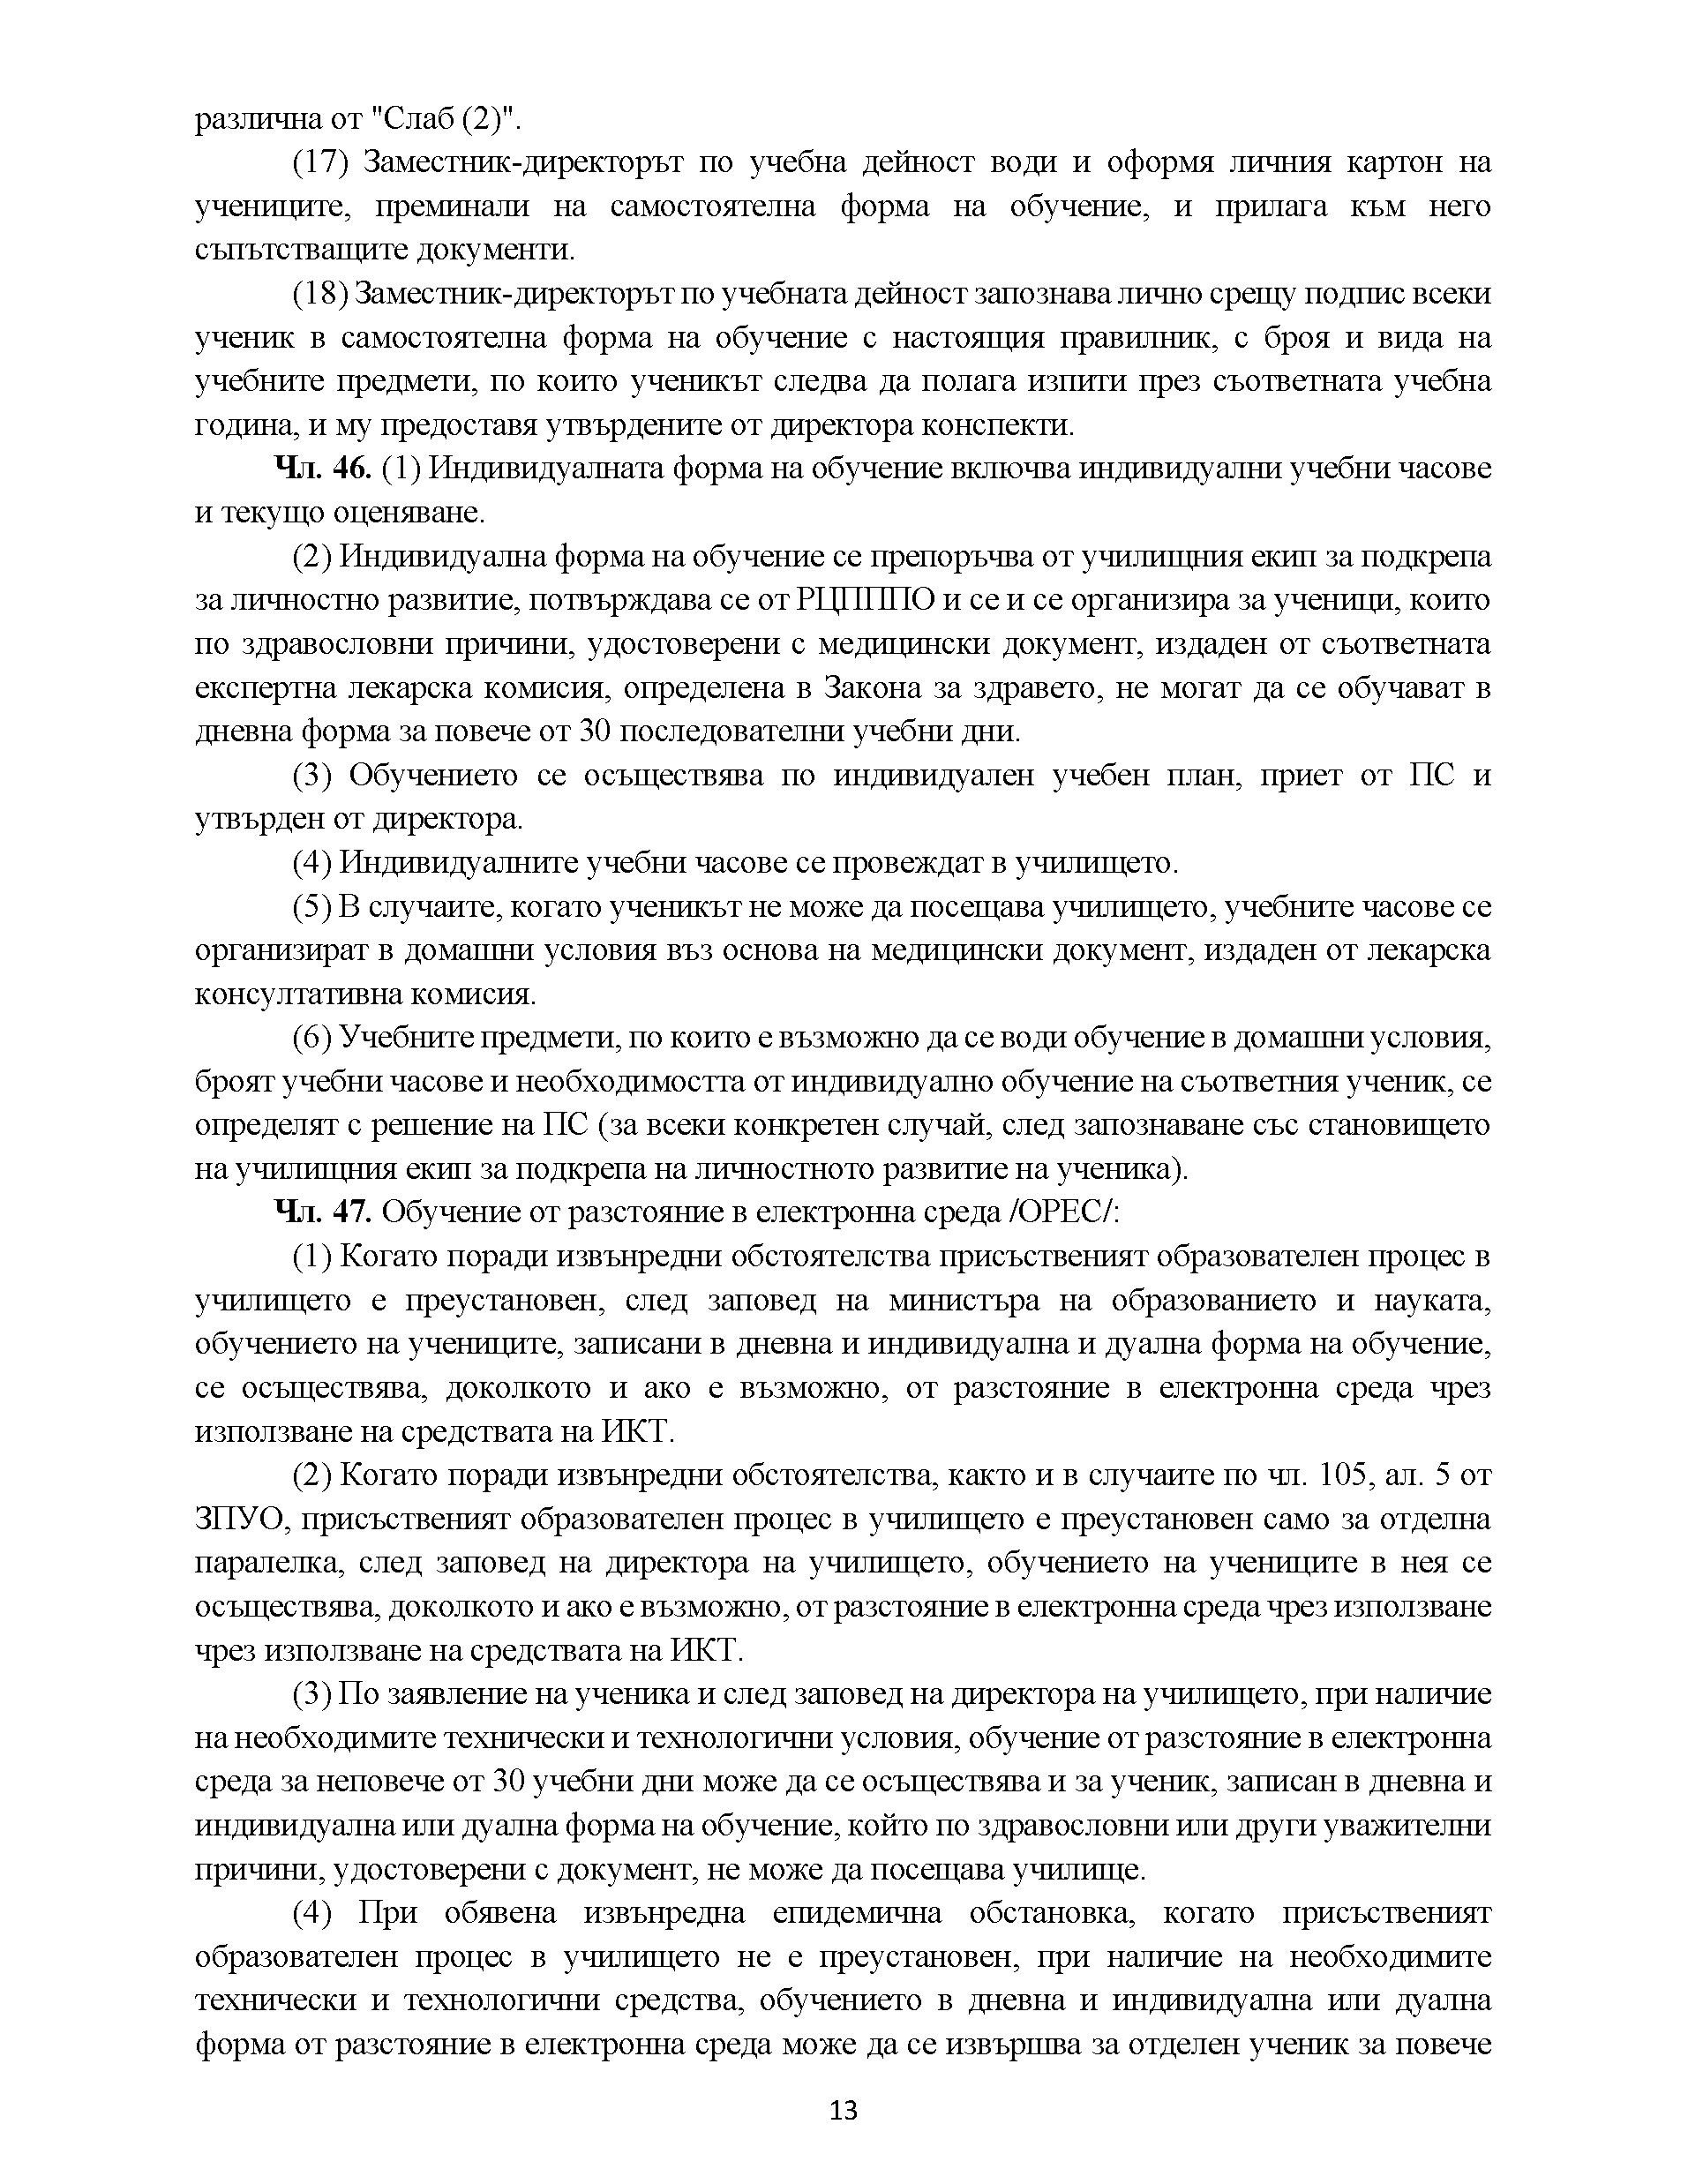 различна от "Слаб (2)".
(17) Заместник-директорът по учебна дейност води и оформя личния картон на
учениците, преминали на самостоятелна форма на обучение, и прилага към него
съпътстващите документи.
(18) Заместник-директорът по учебната дейност запознава лично срещу подпис всеки
ученик в самостоятелна форма на обучение с настоящия правилник, с броя и вида на
учебните предмети, по които ученикът следва да полага изпити през съответната учебна
година, и му предоставя утвърдените от директора конспекти.
Чл. 46. (1) Индивидуалната форма на обучение включва индивидуални учебни часове
и текущо оценяване.
(2) Индивидуална форма на обучение се препоръчва от училищния екип за подкрепа
за личностно развитие, потвърждава се от РЦПППО и се и се организира за ученици, които
по здравословни причини, удостоверени с медицински документ, издаден от съответната
експертна лекарска комисия, определена в Закона за здравето, не могат да се обучават в
дневна форма за повече от 30 последователни учебни дни.
(3) Обучението се осъществява по индивидуален учебен план, приет от ПС и
утвърден от директора.
(4) Индивидуалните учебни часове се провеждат в училището.
(5) В случаите, когато ученикът не може да посещава училището, учебните часове се
организират в домашни условия въз основа на медицински документ, издаден от лекарска
консултативна комисия.
(6) Учебните предмети, по които е възможно да се води обучение в домашни условия,
броят учебни часове и необходимостта от индивидуално обучение на съответния ученик, се
определят с решение на ПС (за всеки конкретен случай, след запознаване със становището
на училищния екип за подкрепа на личностното развитие на ученика).
Чл. 47. Обучение от разстояние в електронна среда /ОРЕС/:
(1) Когато поради извънредни обстоятелства присъственият образователен процес в
училището е преустановен, след заповед на министъра на образованието и науката,
обучението на учениците, записани в дневна и индивидуална и дуална форма на обучение,
се осъществява, доколкото и ако е възможно, от разстояние в електронна среда чрез
използване на средствата на ИКТ.
(2) Когато поради извънредни обстоятелства, както и в случаите по чл. 105, ал. 5 от
ЗПУО, присъственият образователен процес в училището е преустановен само за отделна
паралелка, след заповед на директора на училището, обучението на учениците в нея се
осъществява, доколкото и ако е възможно, от разстояние в електронна среда чрез използване
чрез използване на средствата на ИКТ.
(3) По заявление на ученика и след заповед на директора на училището, при наличие
на необходимите технически и технологични условия, обучение от разстояние в електронна
среда за неповече от 30 учебни дни може да се осъществява и за ученик, записан в дневна и
индивидуална или дуална форма на обучение, който по здравословни или други уважителни
причини, удостоверени с документ, не може да посещава училище.
(4) При обявена извънредна епидемична обстановка, когато присъственият
образователен процес в училището не е преустановен, при наличие на необходимите
технически и технологични средства, обучението в дневна и индивидуална или дуална
форма от разстояние в електронна среда може да се извършва за отделен ученик за повече
13